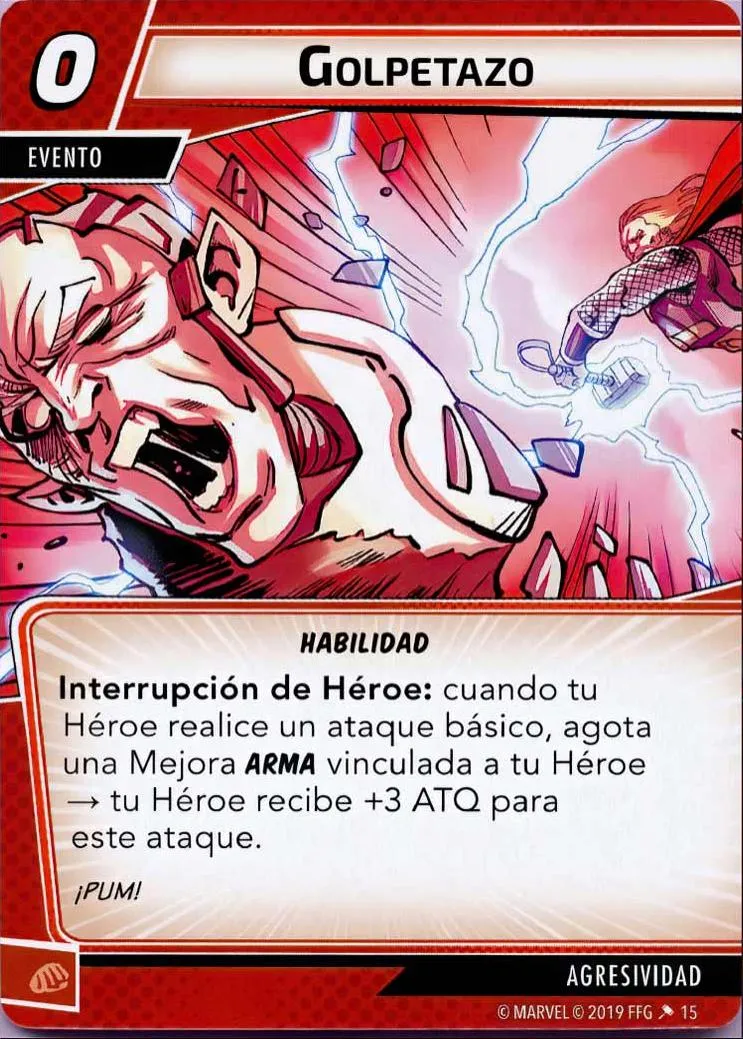 0
GOLPETAZO
EVENTO
HABILIDAD
Interrupción de Héroe: cuando tu
Héroe realice un ataque básico, agota
una Mejora ARMA vinculada a tu Héroe
→ tu Héroe recibe +3 ATQ para
este ataque.
¡PUM!
AGRESIVIDAD
© MARVEL © 2019 FFG 15